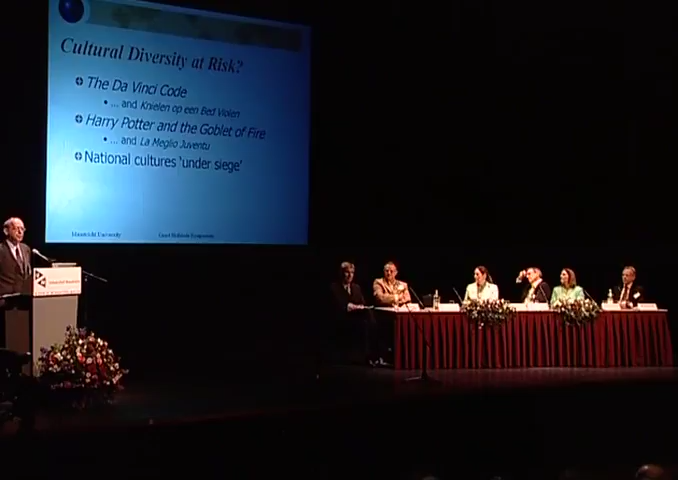 Cultural Diversity at Risk?
The Da Vinci Code
... and Knielen op een Bed Violen
Harry Potter and the Goblet of Fire
... and La Meglio Juventu
National cultures 'under siege'
Maastricht University